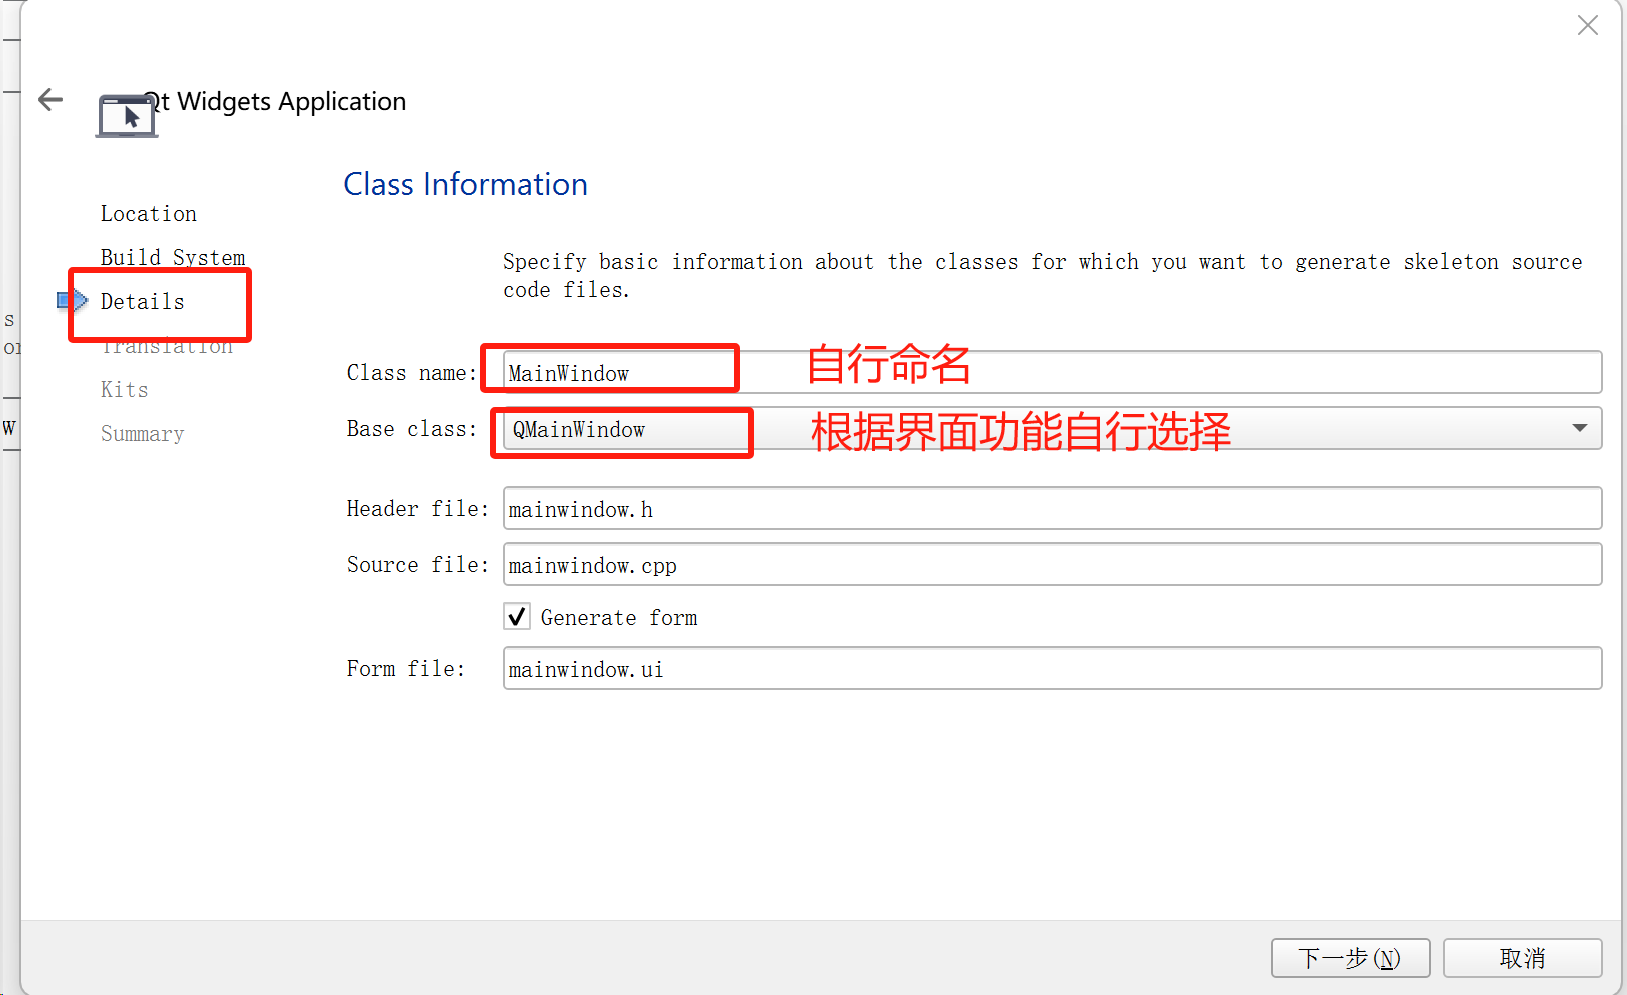 Qt Widgets Application
Class Information
Location
Build System
Details
Translation
Kits
Summary
Specify basic information about the classes for which you want to generate skeleton source
code files.
Class name: MainWindow 自行命名
Base class: QMainWindow 根据界面功能自行选择
Header file: mainwindow.h
Source file: mainwindow.cpp
Generate form
Form file: mainwindow.ui
下一步(N) 取消